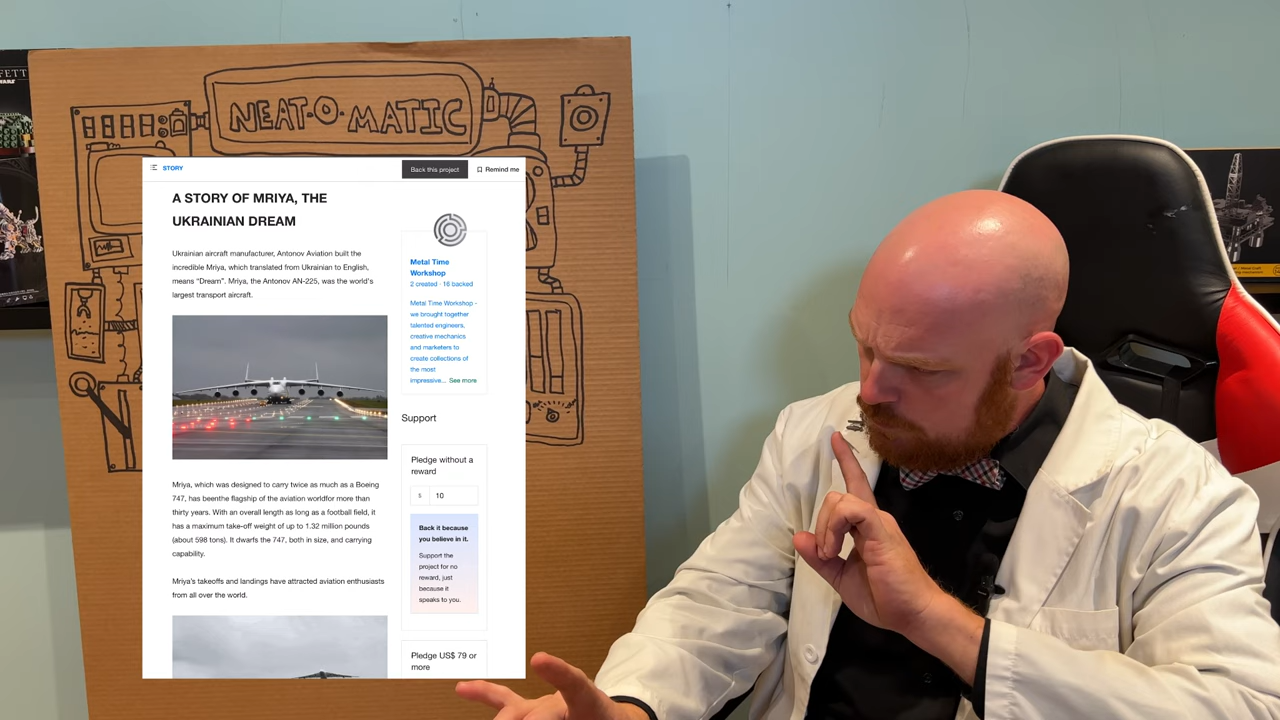 FETT
WARS
NEAT-O-MATIC
STORY
Back this project
Remind me
A STORY OF MRIYA, THE
UKRAINIAN DREAM
Ukrainian aircraft manufacturer, Antonov Aviation built the
incredible Mriya, which translated from Ukrainian to English,
means “Dream”. Mriya, the Antonov AN-225, was the world's
largest transport aircraft.
Mriya, which was designed to carry twice as much as a Boeing
747, has beenthe flagship of the aviation worldfor more than
thirty years. With an overall length as long as a football field, it
has a maximum take-off weight of up to 1.32 million pounds
(about 598 tons). It dwarfs the 747, both in size, and carrying
capability.
Mriya's takeoffs and landings have attracted aviation enthusiasts
from all over the world.
Metal Time
Workshop
2 created · 16 backed
Metal Time Workshop -
we brought together
talented engineers,
creative mechanics
and marketers to
create collections of
the most
impressive... See more
Support
Pledge without a
reward
$ 10
Back it because
you believe in it.
Support the
project for no
reward, just
because it
speaks to you.
Pledge US$ 79 or
more